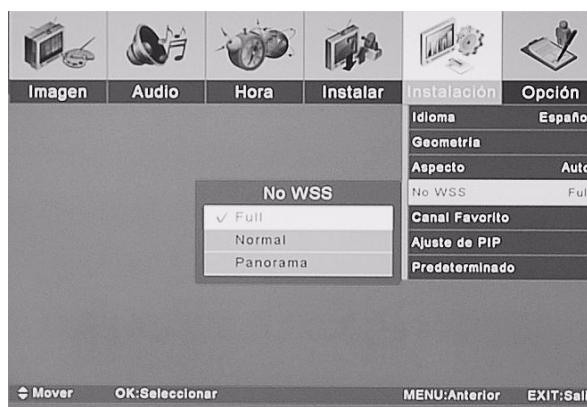 Imagen Audio Hora Instalar Instalación Opción
Idioma Españo
Geometría
Aspecto Auto
No WSS Ful
Canal Favorito
Ajuste de PIP
Predeterminado
No WSS
✓ Full
Normal
Panorama
Mover OK:Seleccionar MENU:Anterior EXIT:Sali